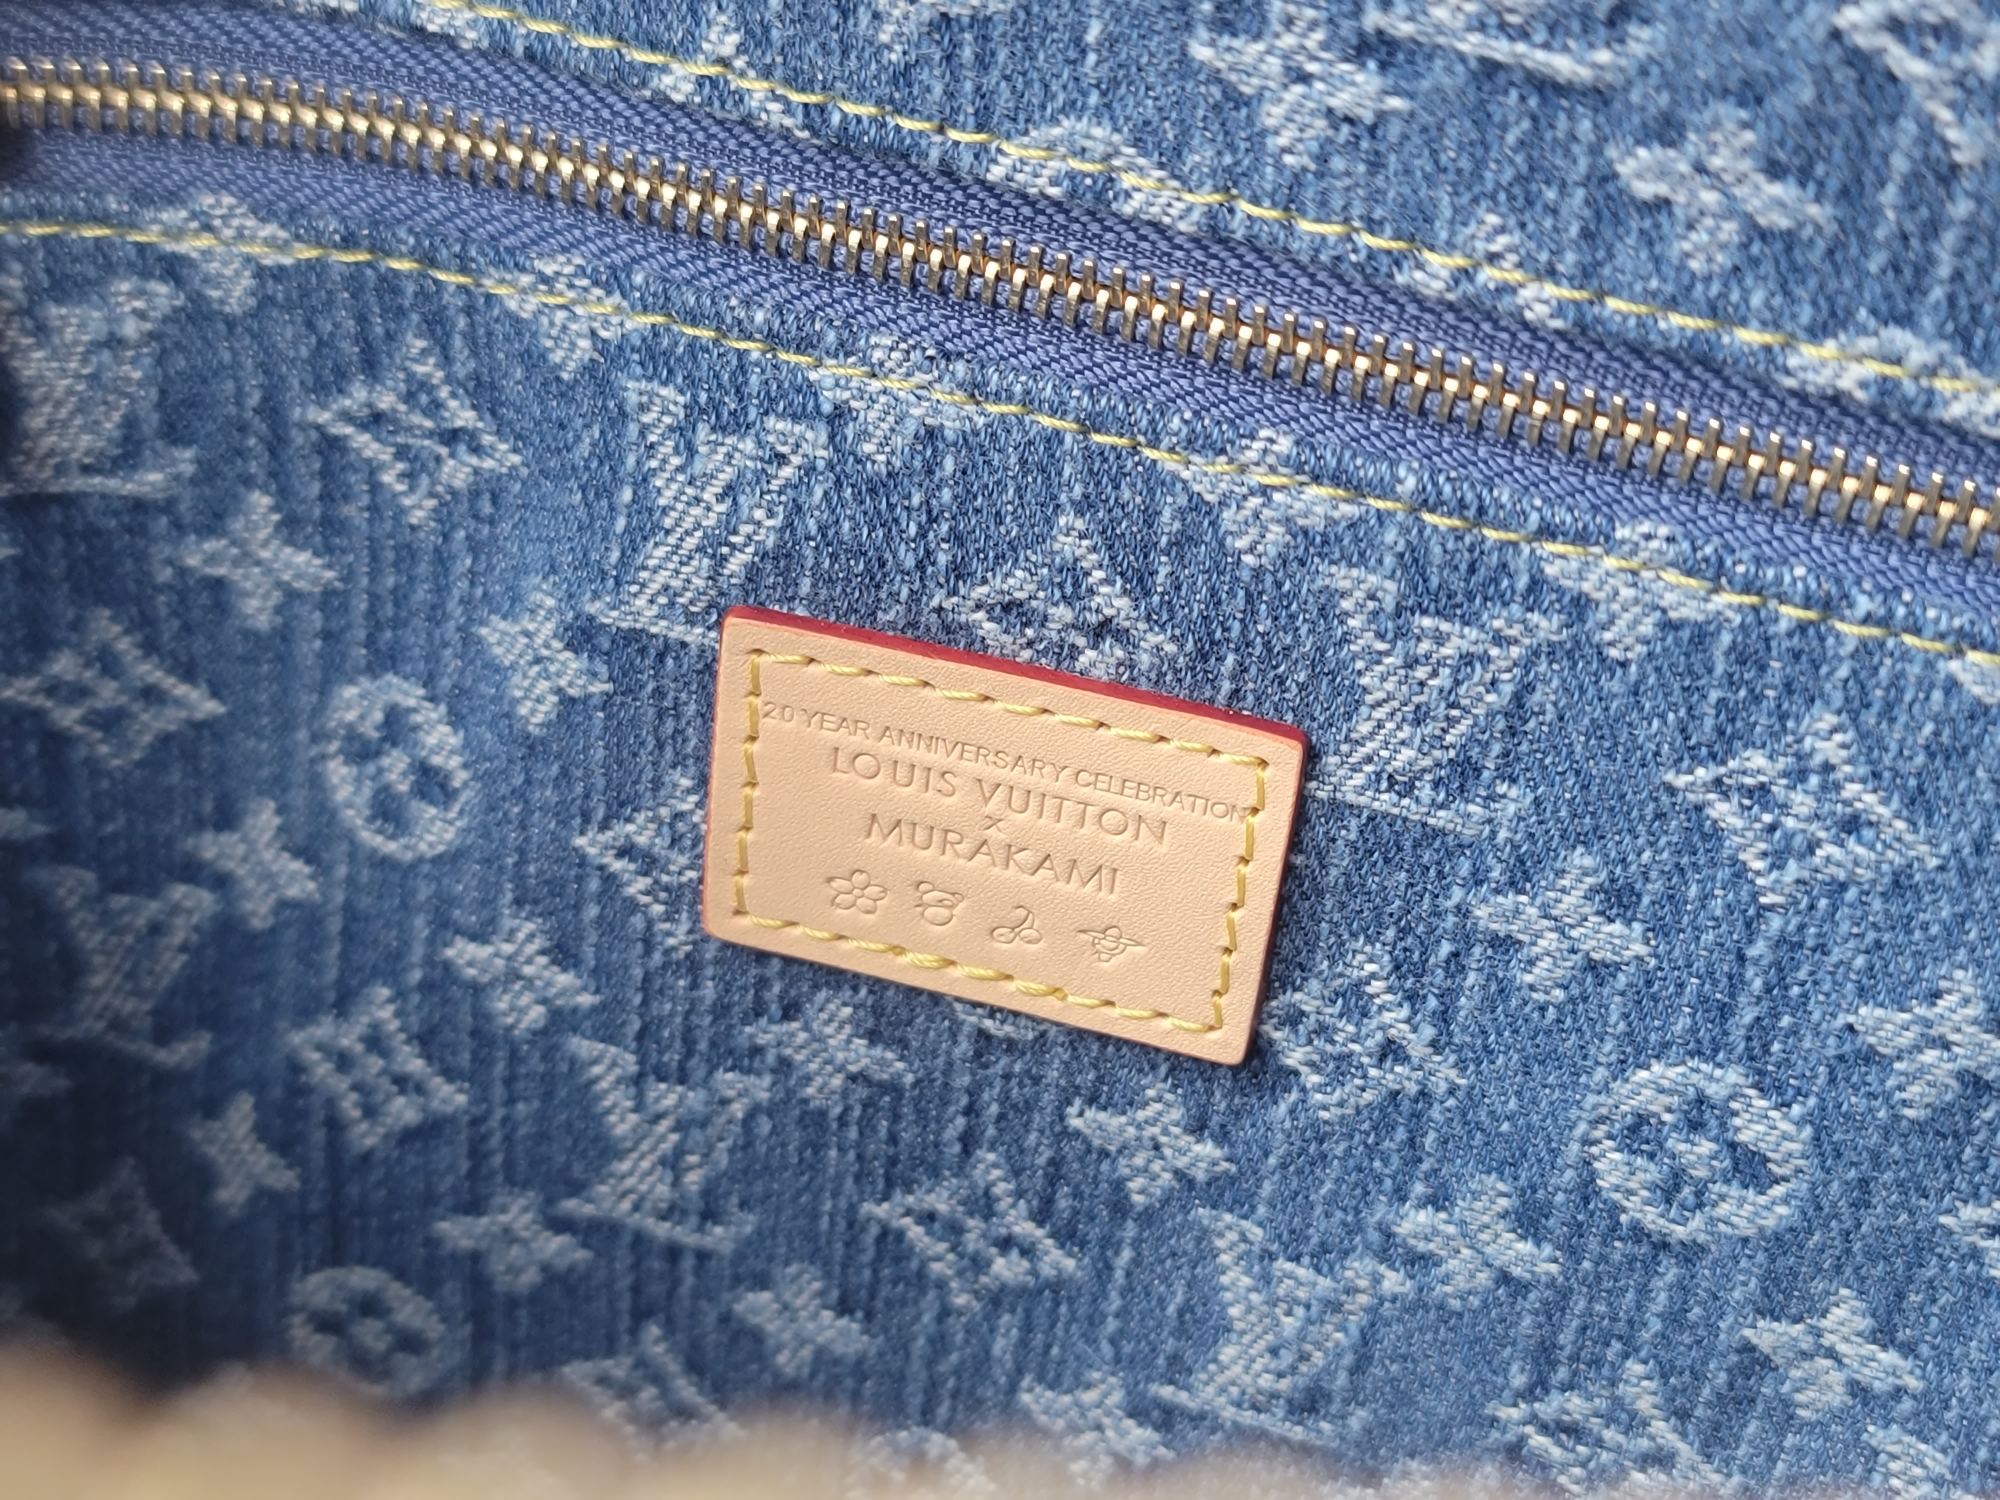 20 YEAR ANNIVERSARY CELEBRATION
LOUIS VUITTON
x
MURAKAMI